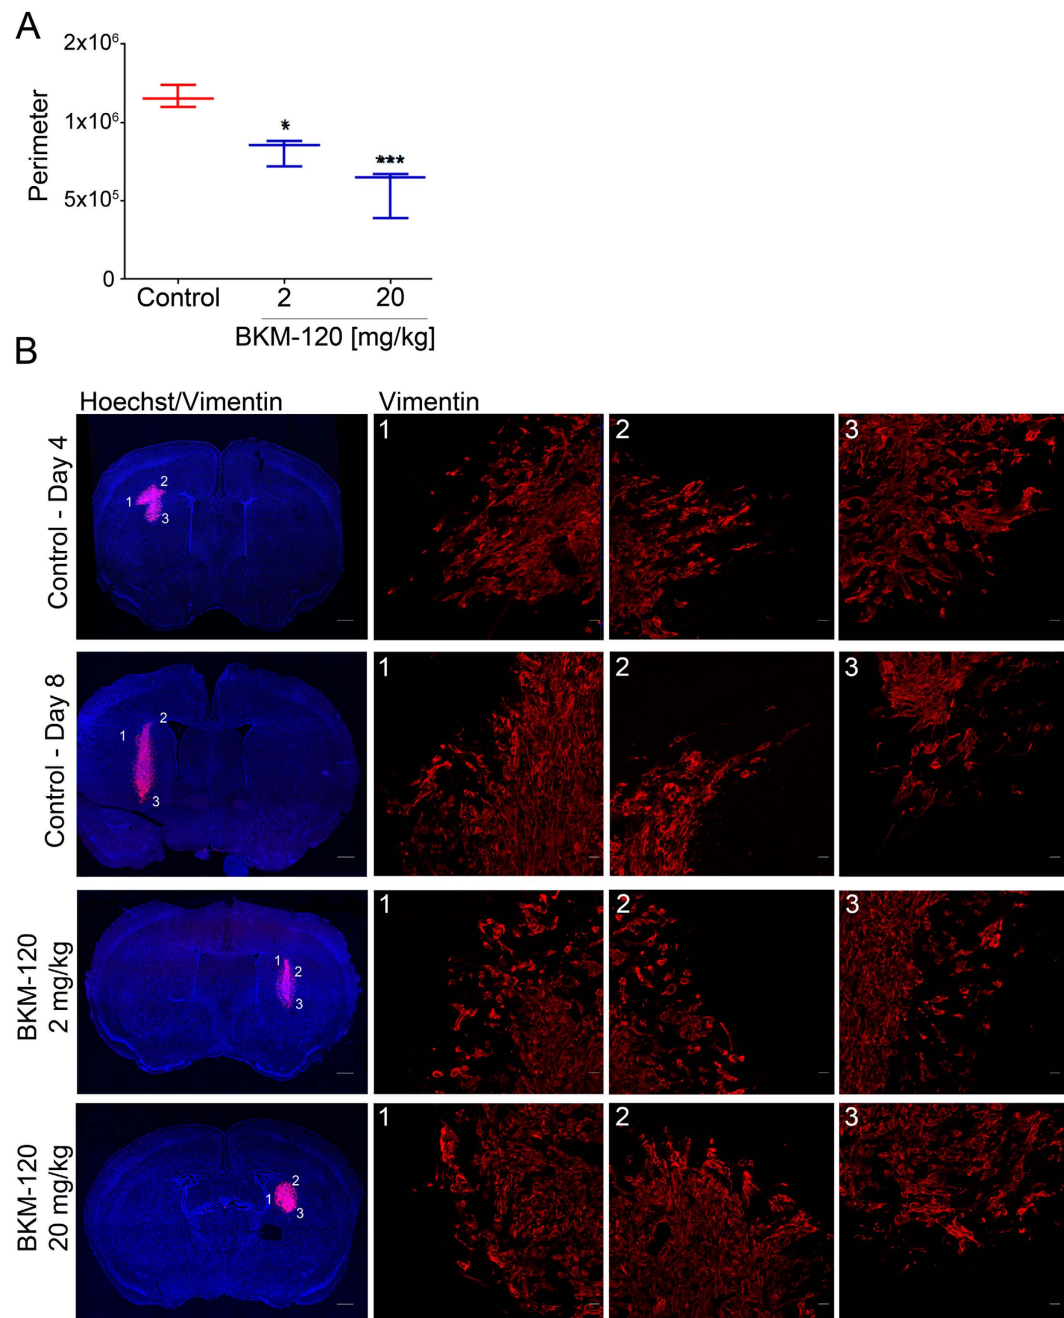 A
2x10⁶
1x10⁶
5x10⁵
0
Perimeter
*
***
Control
2
20
BKM-120 [mg/kg]
B
Hoechst/Vimentin
Vimentin
Control - Day 4
1
2
3
1
2
3
Control - Day 8
1
2
3
1
2
3
BKM-120
2 mg/kg
1
2
3
1
2
3
BKM-120
20 mg/kg
1
2
3
1
2
3